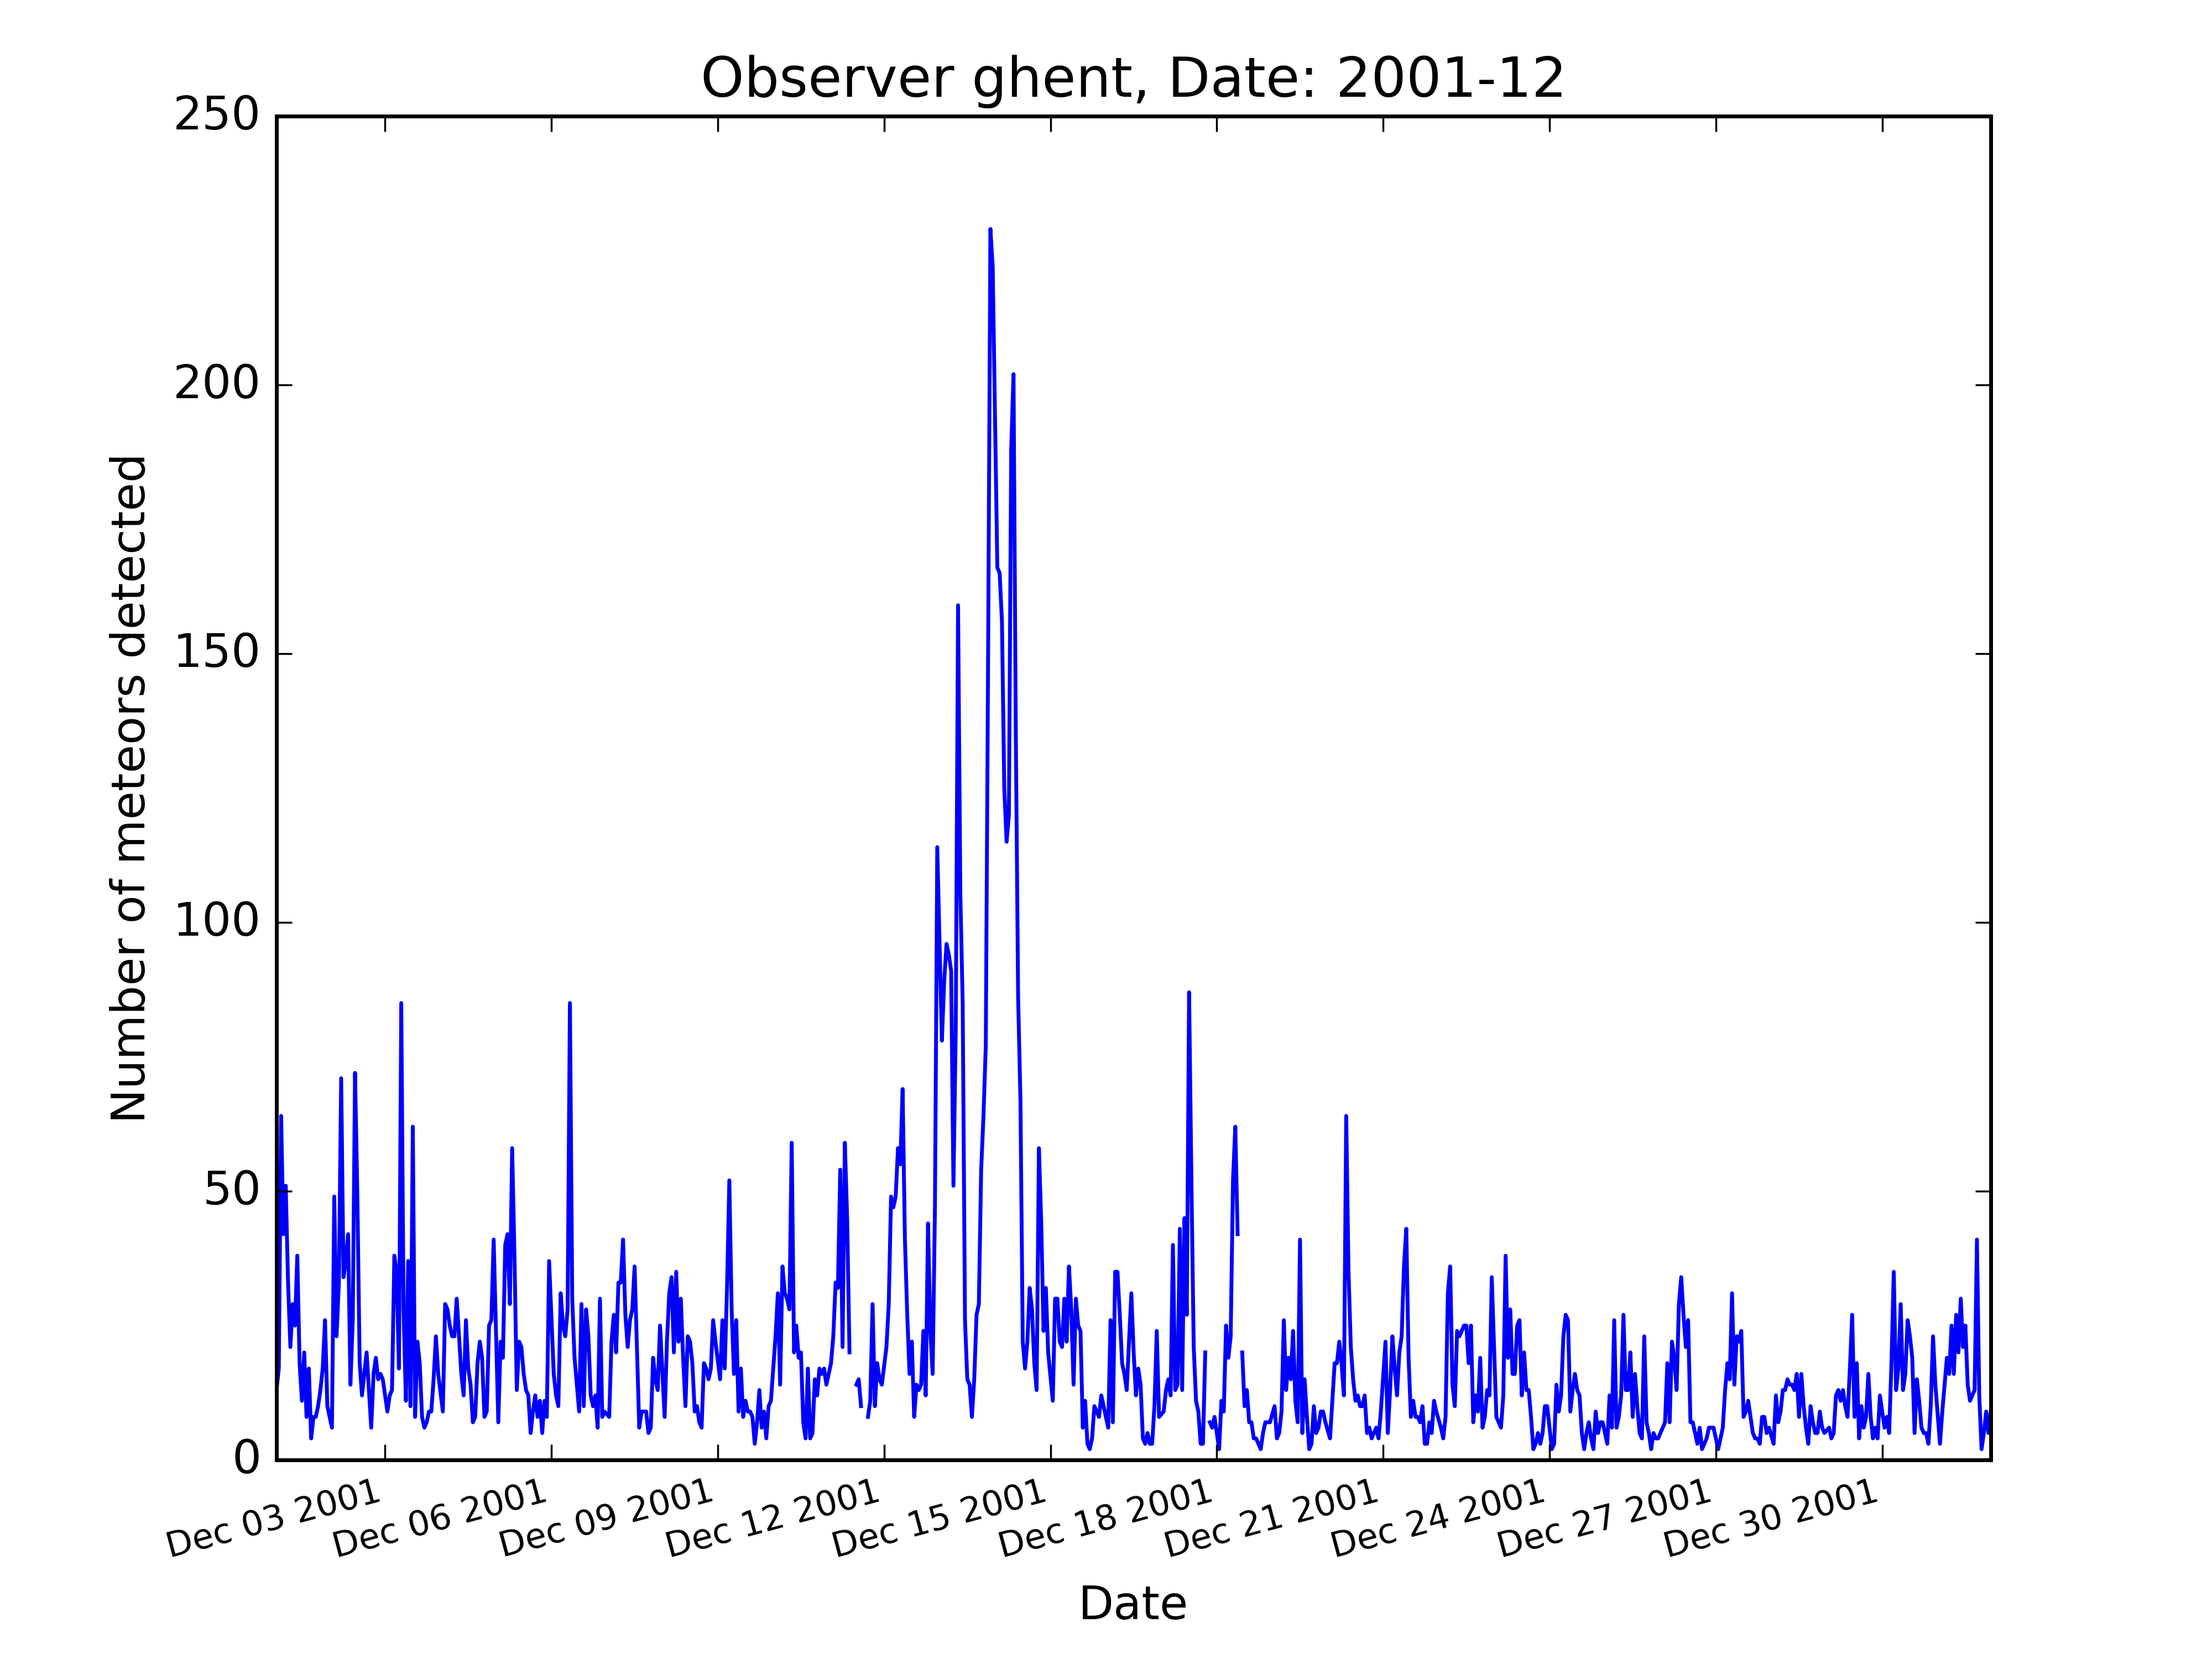 Observer ghent, Date: 2001-12
250
200
150
100
50
0
Number of meteors detected
Dec 03 2001
Dec 06 2001
Dec 09 2001
Dec 12 2001
Dec 15 2001
Dec 18 2001
Dec 21 2001
Dec 24 2001
Dec 27 2001
Dec 30 2001
Date